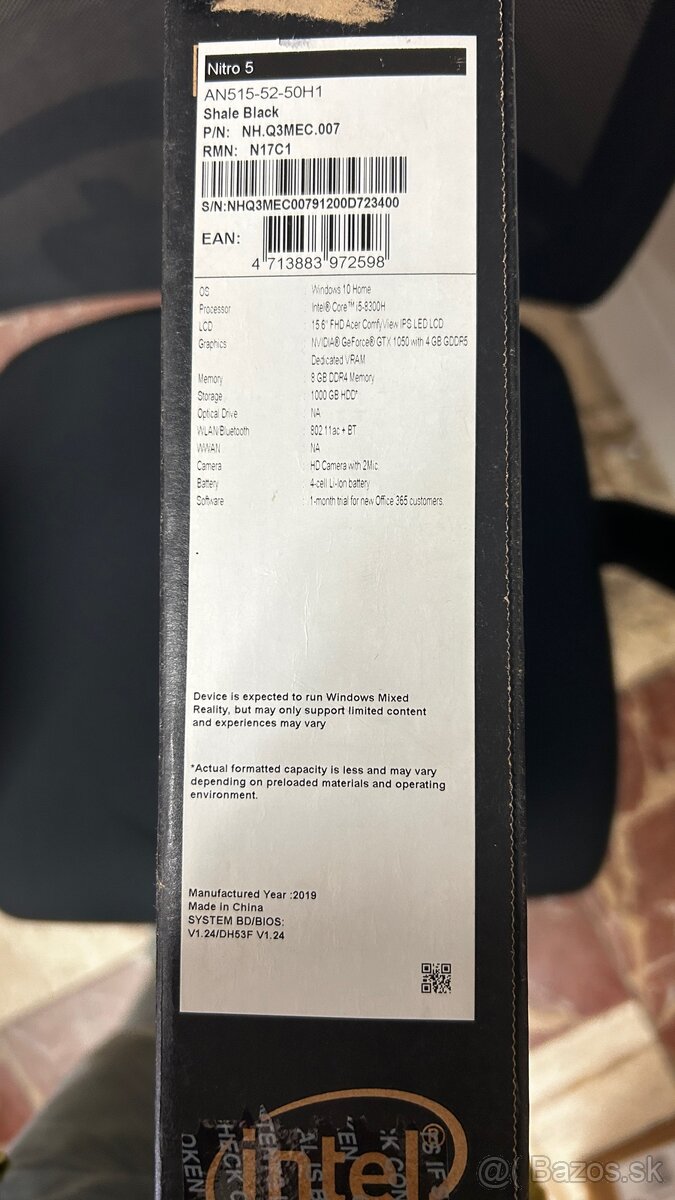 Nitro 5
AN515-52-50H1
Shale Black
P/N: NH.Q3MEC.007
RMN: N17C1
S/N:NHQ3MEC00791200D723400
EAN:
4 713883 972598
OS : Windows 10 Home
Processor : Intel® Core™ i5-8300H
LCD : 15.6" FHD Acer ComfyView IPS LED LCD
Graphics : NVIDIA® GeForce® GTX 1050 with 4 GB GDDR5
Dedicated VRAM
Memory : 8 GB DDR4 Memory
Storage : 1000 GB HDD*
Optical Drive : NA
WLAN/Bluetooth : 802.11ac + BT
WWAN : NA
Camera : HD Camera with 2Mic
Battery : 4-cell Li-Ion battery
Software : 1-month trial for new Office 365 customers.
Device is expected to run Windows Mixed
Reality, but may only support limited content
and experiences may vary
*Actual formatted capacity is less and may vary
depending on preloaded materials and operating
environment.
Manufactured Year :2019
Made in China
SYSTEM BD/BIOS:
V1.24/DH53F V1.24
intel
Bazos.sk